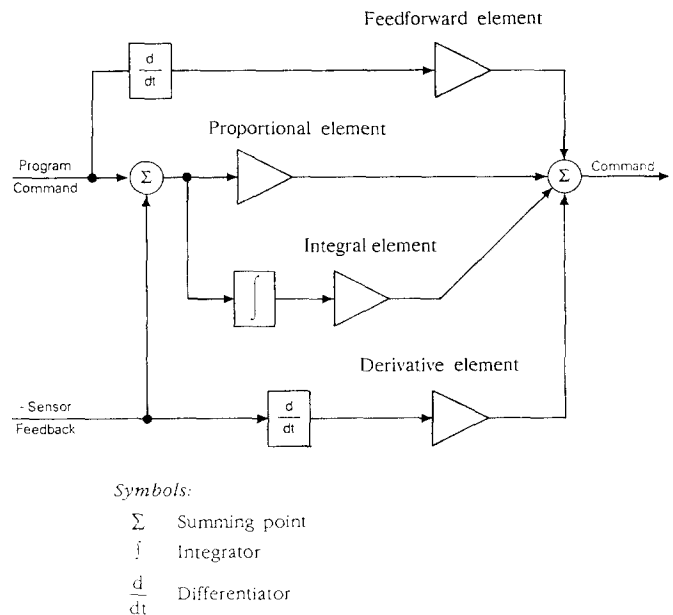 Feedforward element
d
dt
Proportional element
Program
Command
Σ
Σ
Command
Integral element
∫
Derivative element
- Sensor
Feedback
d
dt
Symbols:
Σ Summing point
∫ Integrator
d
dt
Differentiator